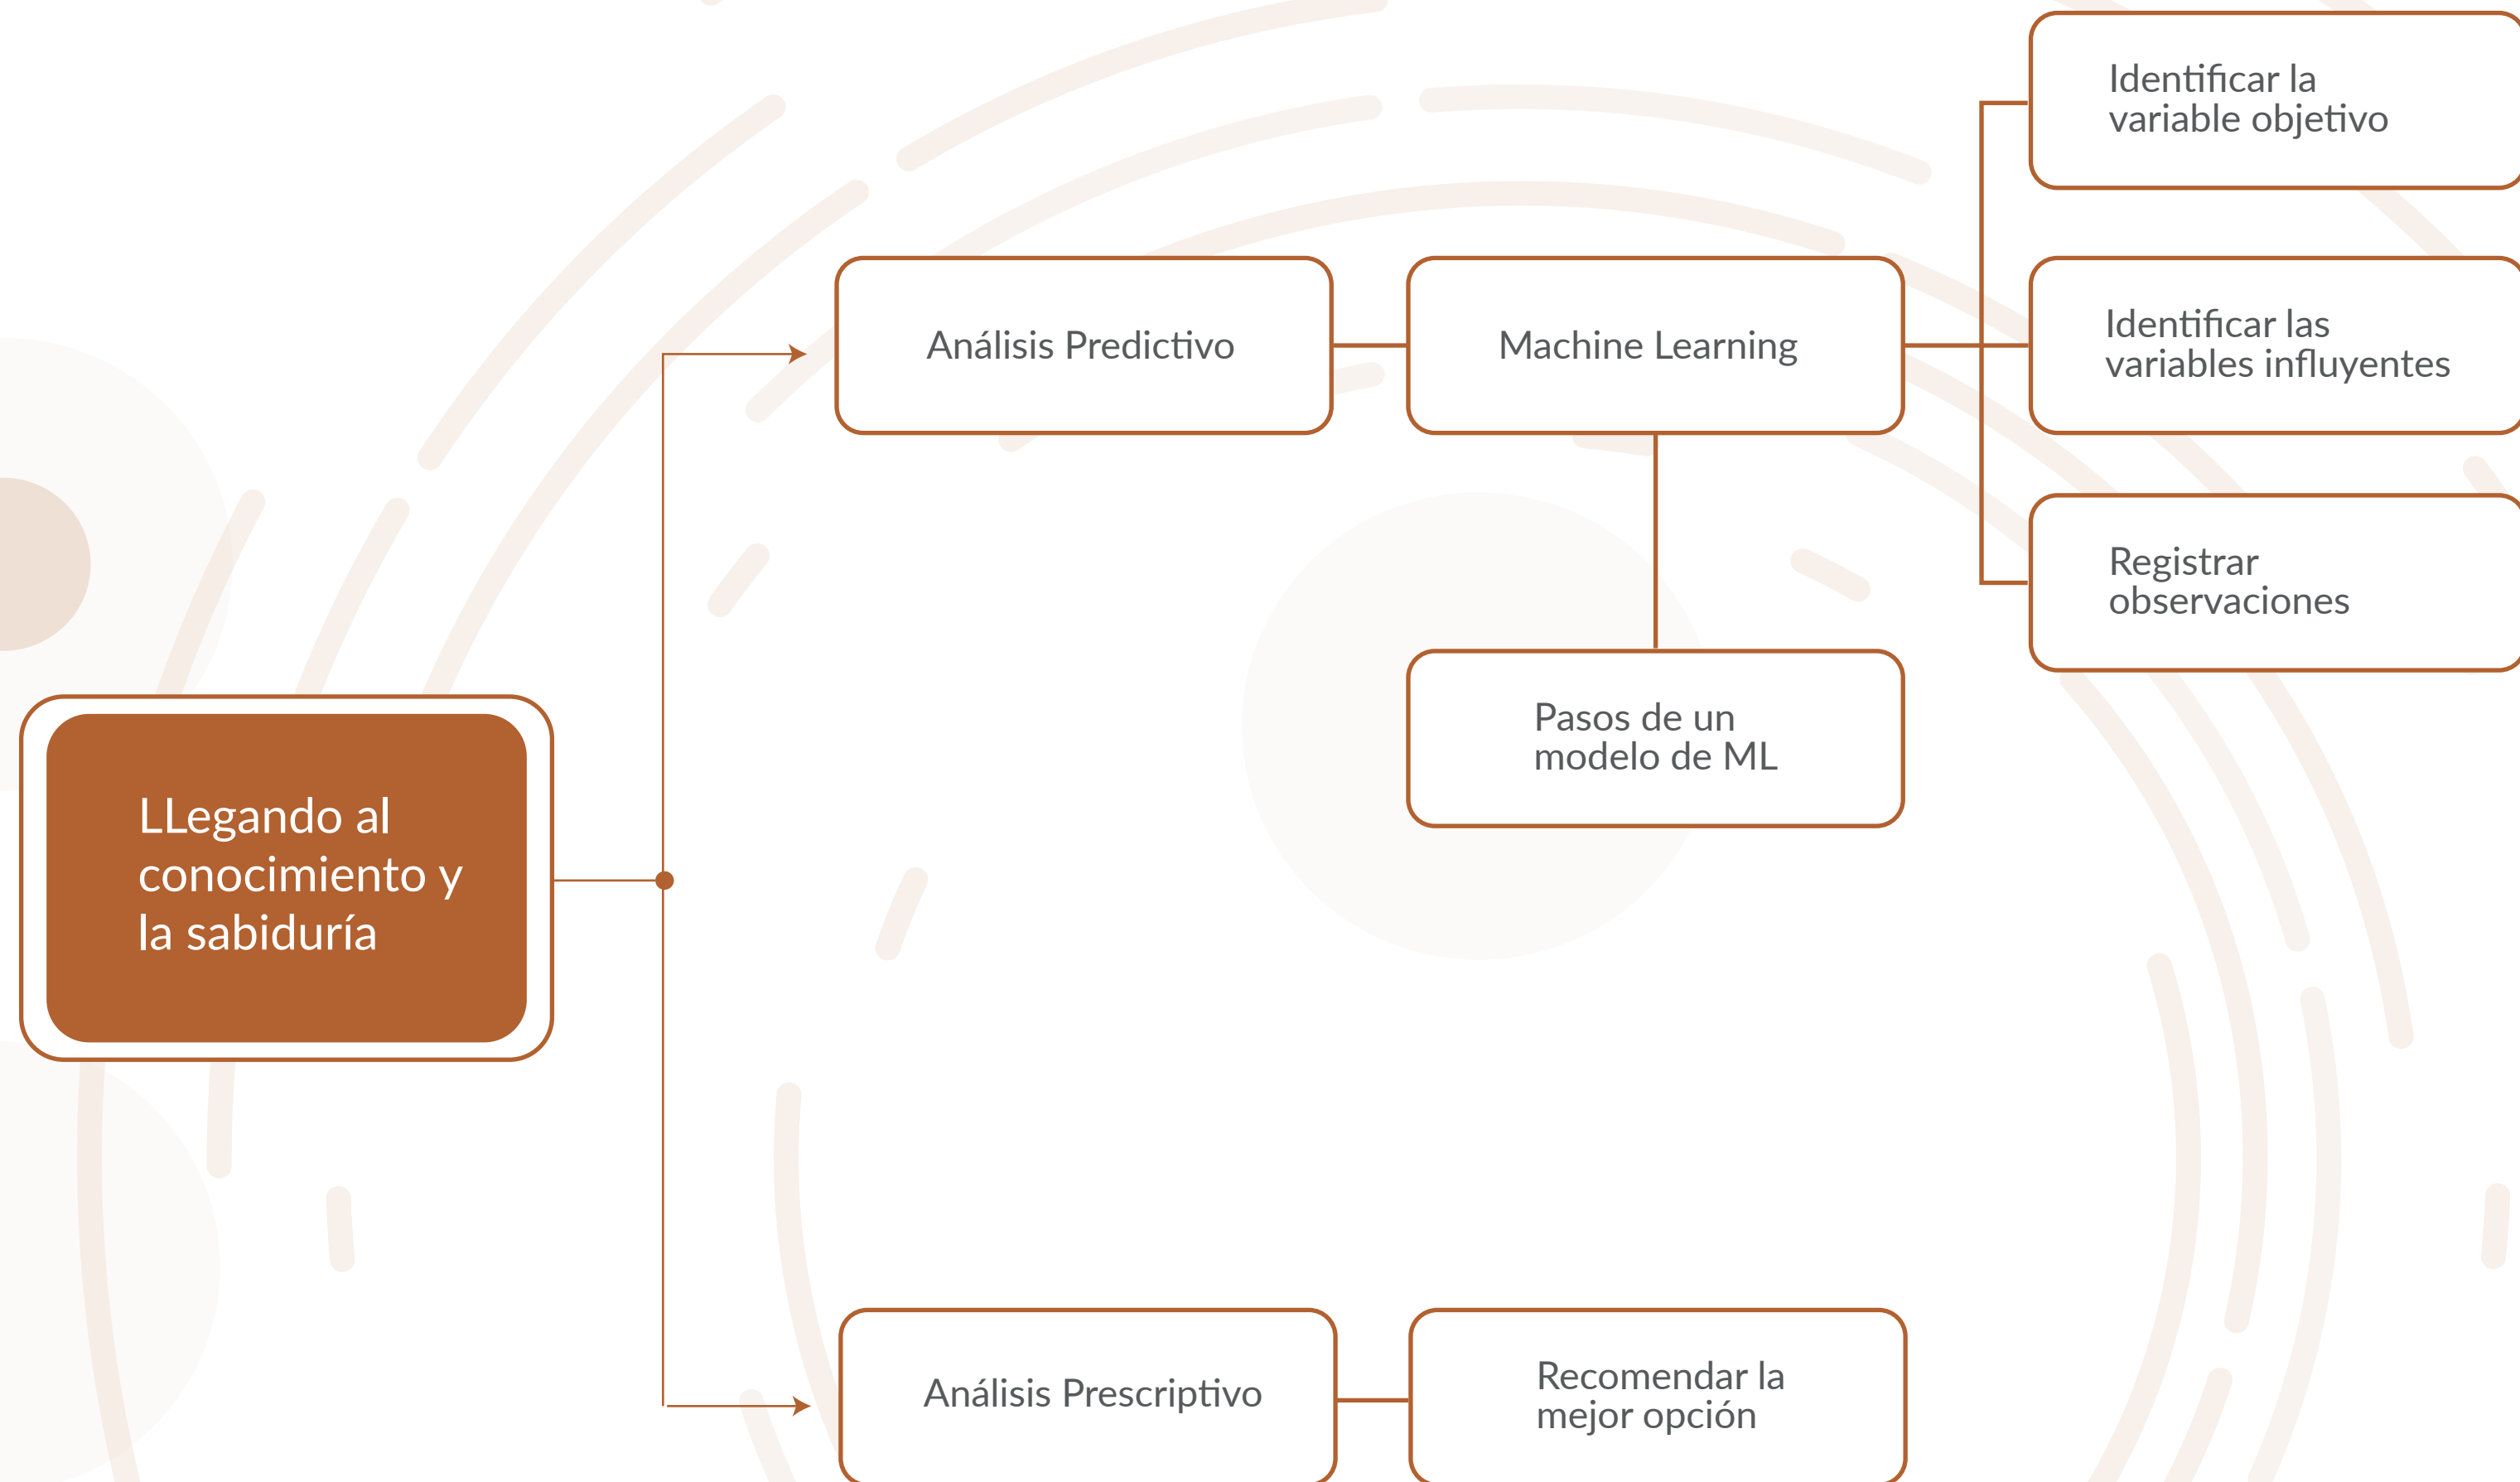 LLegando al
conocimiento y
la sabiduría
Análisis Predictivo
Machine Learning
Identificar la
variable objetivo
Identificar las
variables influyentes
Registrar
observaciones
Pasos de un
modelo de ML
Análisis Prescriptivo
Recomendar la
mejor opción